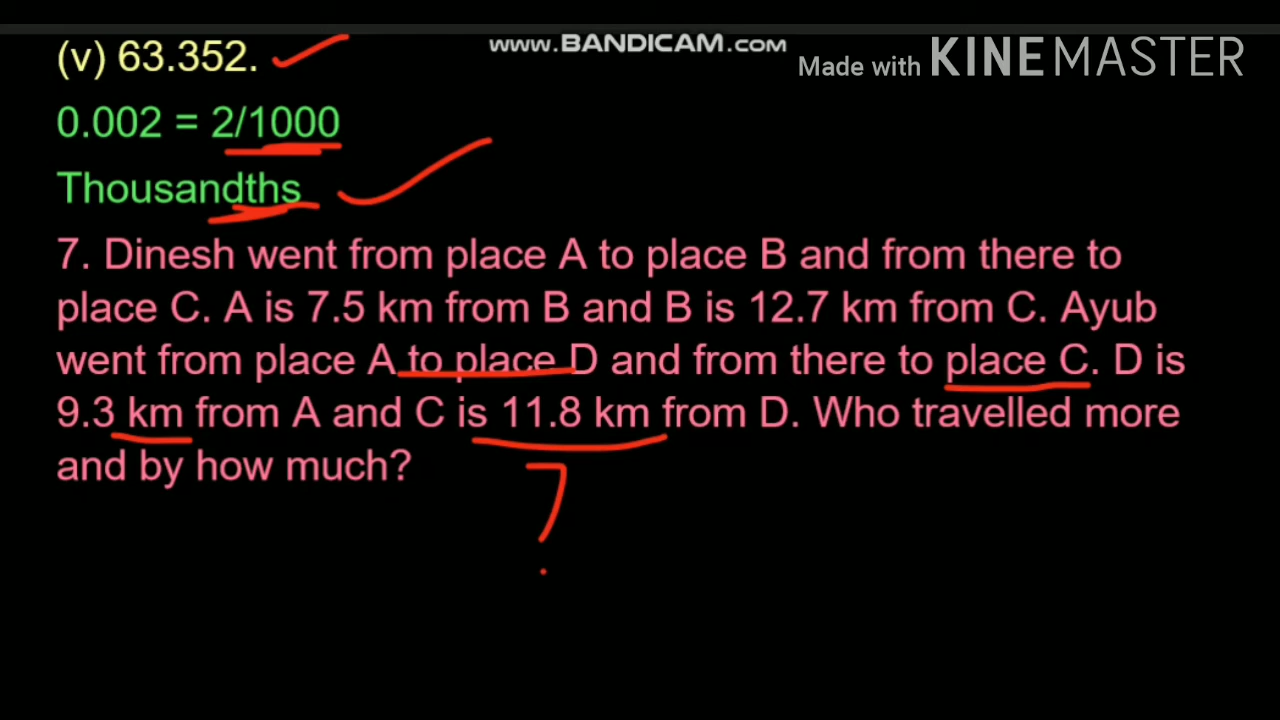 (v) 63.352.
www.BANDICAM.com
Made with KINEMASTER
0.002 = 2/1000
Thousandths
7. Dinesh went from place A to place B and from there to
place C. A is 7.5 km from B and B is 12.7 km from C. Ayub
went from place A to place D and from there to place C. D is
9.3 km from A and C is 11.8 km from D. Who travelled more
and by how much?
?